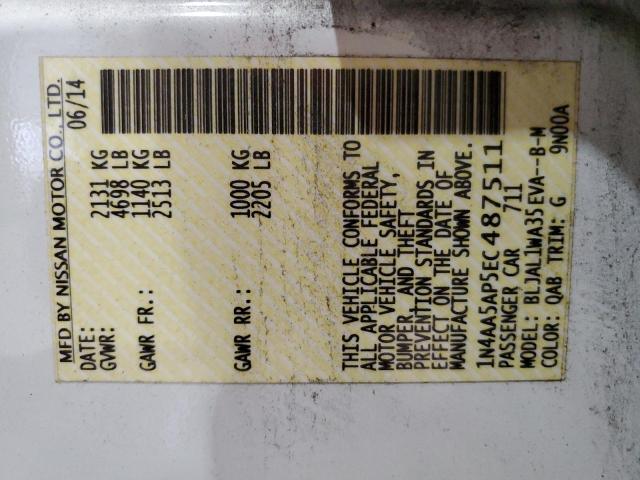 MFD BY NISSAN MOTOR CO., LTD.
DATE: 06/14
GVWR: 2131 KG
4698 LB
GAWR FR.: 1140 KG
2513 LB
GAWR RR.: 1000 KG
2205 LB
THIS VEHICLE CONFORMS TO
ALL APPLICABLE FEDERAL
MOTOR VEHICLE SAFETY,
BUMPER AND THEFT
PREVENTION STANDARDS IN
EFFECT ON THE DATE OF
MANUFACTURE SHOWN ABOVE.
1N4AA5AP5EC487511
PASSENGER CAR 711
MODEL: BLJALLWA35EVA--B-M
COLOR: QAB TRIM: G 9N00A